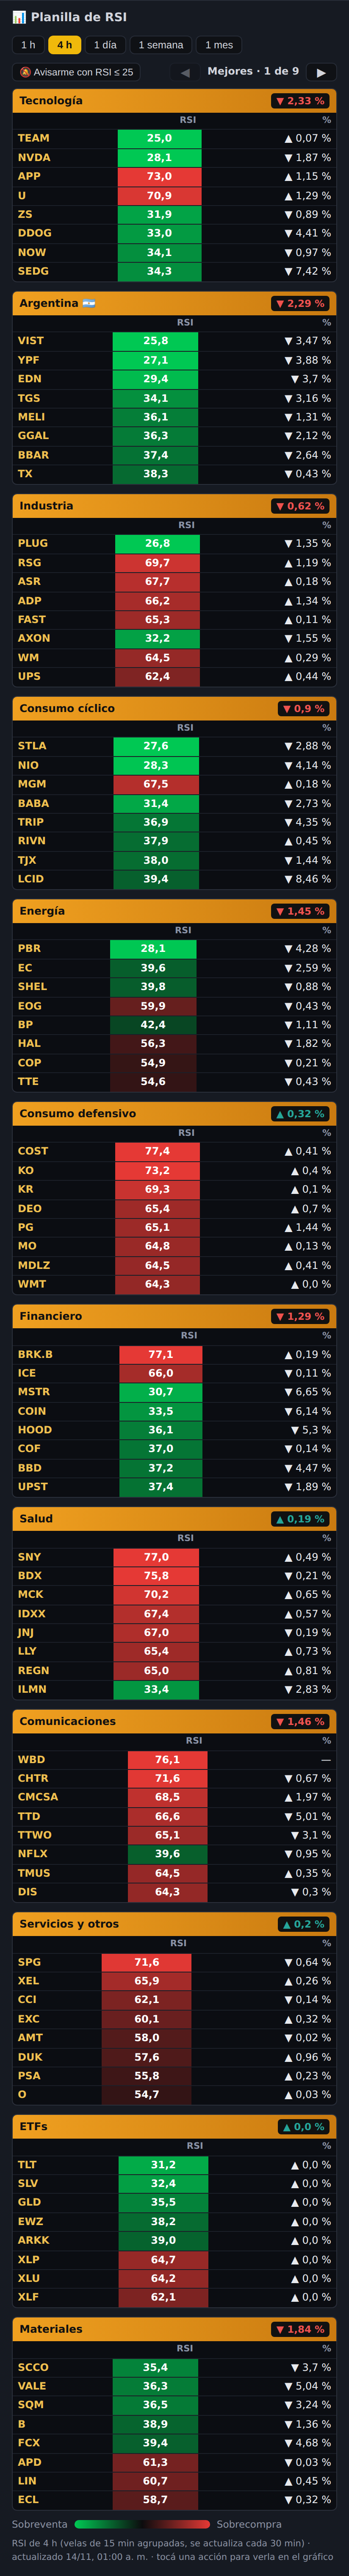 📊 Planilla de RSI
1 h 4 h 1 día 1 semana 1 mes
🔕 Avisarme con RSI ≤ 25 ◀ Mejores · 1 de 9 ▶
Tecnología ▼ 2,33 %
RSI %
TEAM 25,0 ▲ 0,07 %
NVDA 28,1 ▼ 1,87 %
APP 73,0 ▲ 1,15 %
U 70,9 ▲ 1,29 %
ZS 31,9 ▼ 0,89 %
DDOG 33,0 ▼ 4,41 %
NOW 34,1 ▼ 0,97 %
SEDG 34,3 ▼ 7,42 %
Argentina 🇦🇷 ▼ 2,29 %
RSI %
VIST 25,8 ▼ 3,47 %
YPF 27,1 ▼ 3,88 %
EDN 29,4 ▼ 3,7 %
TGS 34,1 ▼ 3,16 %
MELI 36,1 ▼ 1,31 %
GGAL 36,3 ▼ 2,12 %
BBAR 37,4 ▼ 2,64 %
TX 38,3 ▼ 0,43 %
Industria ▼ 0,62 %
RSI %
PLUG 26,8 ▼ 1,35 %
RSG 69,7 ▲ 1,19 %
ASR 67,7 ▲ 0,18 %
ADP 66,2 ▲ 1,34 %
FAST 65,3 ▲ 0,11 %
AXON 32,2 ▼ 1,55 %
WM 64,5 ▲ 0,29 %
UPS 62,4 ▲ 0,44 %
Consumo cíclico ▼ 0,9 %
RSI %
STLA 27,6 ▼ 2,88 %
NIO 28,3 ▼ 4,14 %
MGM 67,5 ▲ 0,18 %
BABA 31,4 ▼ 2,73 %
TRIP 36,9 ▼ 4,35 %
RIVN 37,9 ▲ 0,45 %
TJX 38,0 ▼ 1,44 %
LCID 39,4 ▼ 8,46 %
Energía ▼ 1,45 %
RSI %
PBR 28,1 ▼ 4,28 %
EC 39,6 ▼ 2,59 %
SHEL 39,8 ▼ 0,88 %
EOG 59,9 ▼ 0,43 %
BP 42,4 ▼ 1,11 %
HAL 56,3 ▼ 1,82 %
COP 54,9 ▼ 0,21 %
TTE 54,6 ▼ 0,43 %
Consumo defensivo ▲ 0,32 %
RSI %
COST 77,4 ▲ 0,41 %
KO 73,2 ▲ 0,4 %
KR 69,3 ▲ 0,1 %
DEO 65,4 ▲ 0,7 %
PG 65,1 ▲ 1,44 %
MO 64,8 ▲ 0,13 %
MDLZ 64,5 ▲ 0,41 %
WMT 64,3 ▲ 0,0 %
Financiero ▼ 1,29 %
RSI %
BRK.B 77,1 ▲ 0,19 %
ICE 66,0 ▼ 0,11 %
MSTR 30,7 ▼ 6,65 %
COIN 33,5 ▼ 6,14 %
HOOD 36,1 ▼ 5,3 %
COF 37,0 ▼ 0,14 %
BBD 37,2 ▼ 4,47 %
UPST 37,4 ▼ 1,89 %
Salud ▲ 0,19 %
RSI %
SNY 77,0 ▲ 0,49 %
BDX 75,8 ▼ 0,21 %
MCK 70,2 ▲ 0,65 %
IDXX 67,4 ▲ 0,57 %
JNJ 67,0 ▼ 0,19 %
LLY 65,4 ▲ 0,73 %
REGN 65,0 ▲ 0,81 %
ILMN 33,4 ▼ 2,83 %
Comunicaciones ▼ 1,46 %
RSI %
WBD 76,1 —
CHTR 71,6 ▼ 0,67 %
CMCSA 68,5 ▲ 1,97 %
TTD 66,6 ▼ 5,01 %
TTWO 65,1 ▼ 3,1 %
NFLX 39,6 ▼ 0,95 %
TMUS 64,5 ▲ 0,35 %
DIS 64,3 ▼ 0,3 %
Servicios y otros ▲ 0,2 %
RSI %
SPG 71,6 ▼ 0,64 %
XEL 65,9 ▲ 0,26 %
CCI 62,1 ▼ 0,14 %
EXC 60,1 ▲ 0,32 %
AMT 58,0 ▼ 0,02 %
DUK 57,6 ▲ 0,96 %
PSA 55,8 ▲ 0,23 %
O 54,7 ▲ 0,03 %
ETFs ▲ 0,0 %
RSI %
TLT 31,2 ▲ 0,0 %
SLV 32,4 ▲ 0,0 %
GLD 35,5 ▲ 0,0 %
EWZ 38,2 ▲ 0,0 %
ARKK 39,0 ▲ 0,0 %
XLP 64,7 ▲ 0,0 %
XLU 64,2 ▲ 0,0 %
XLF 62,1 ▲ 0,0 %
Materiales ▼ 1,84 %
RSI %
SCCO 35,4 ▼ 3,7 %
VALE 36,3 ▼ 5,04 %
SQM 36,5 ▼ 3,24 %
B 38,9 ▼ 1,36 %
FCX 39,4 ▼ 4,68 %
APD 61,3 ▼ 0,03 %
LIN 60,7 ▲ 0,45 %
ECL 58,7 ▼ 0,32 %
Sobreventa Sobrecompra
RSI de 4 h (velas de 15 min agrupadas, se actualiza cada 30 min) ·
actualizado 14/11, 01:00 a. m. · tocá una acción para verla en el gráfico